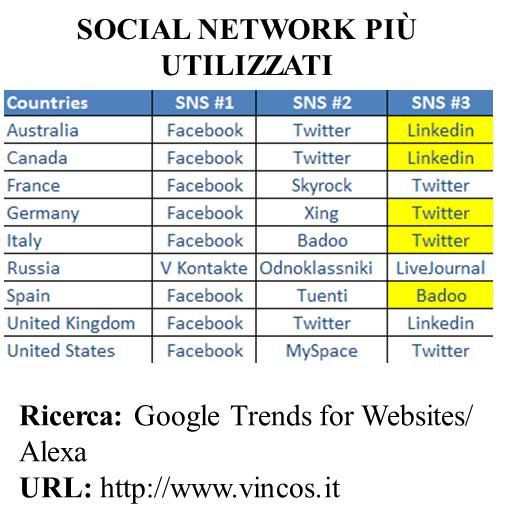 SOCIAL NETWORK PIÙ
UTILIZZATI
Countries SNS #1 SNS #2 SNS #3
Australia Facebook Twitter Linkedin
Canada Facebook Twitter Linkedin
France Facebook Skyrock Twitter
Germany Facebook Xing Twitter
Italy Facebook Badoo Twitter
Russia V Kontakte Odnoklassniki LiveJournal
Spain Facebook Tuenti Badoo
United Kingdom Facebook Twitter Linkedin
United States Facebook MySpace Twitter
Ricerca: Google Trends for Websites/
Alexa
URL: http://www.vincos.it